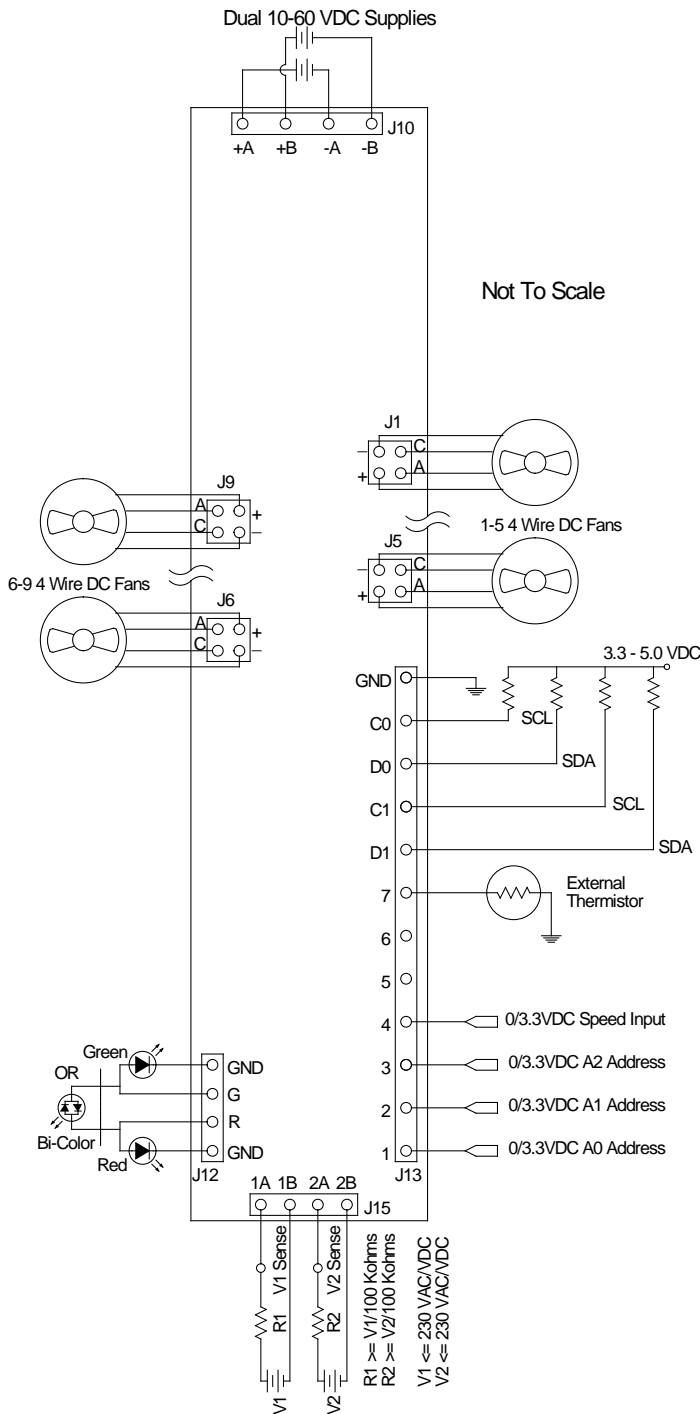 Dual 10-60 VDC Supplies
J10
+A +B -A -B
Not To Scale
J1
− C
+ A
J9
A +
C −
1-5 4 Wire DC Fans
J5
− C
+ A
6-9 4 Wire DC Fans
J6
A +
C −
3.3 - 5.0 VDC
GND
C0 SCL
D0 SDA
C1 SCL
D1 SDA
7 External
Thermistor
6
5
4 0/3.3VDC Speed Input
3 0/3.3VDC A2 Address
2 0/3.3VDC A1 Address
1 0/3.3VDC A0 Address
J13
Green GND
OR G
Bi-Color R
Red GND
J12
1A 1B 2A 2B
J15
V1 Sense
R1
V1
V2 Sense
R2
V2
R1 >= V1/100 Kohms
R2 >= V2/100 Kohms
V1 <= 230 VAC/VDC
V2 <= 230 VAC/VDC